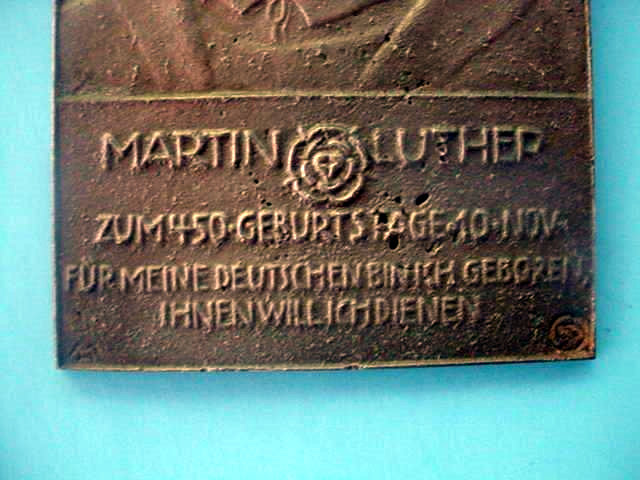 MARTIN LUTHER
ZUM 450·GEBURTSTAGE·10·NOV·
FÜR MEINE DEUTSCHEN BIN ICH GEBOREN,
IHNEN WILL ICH DIENEN